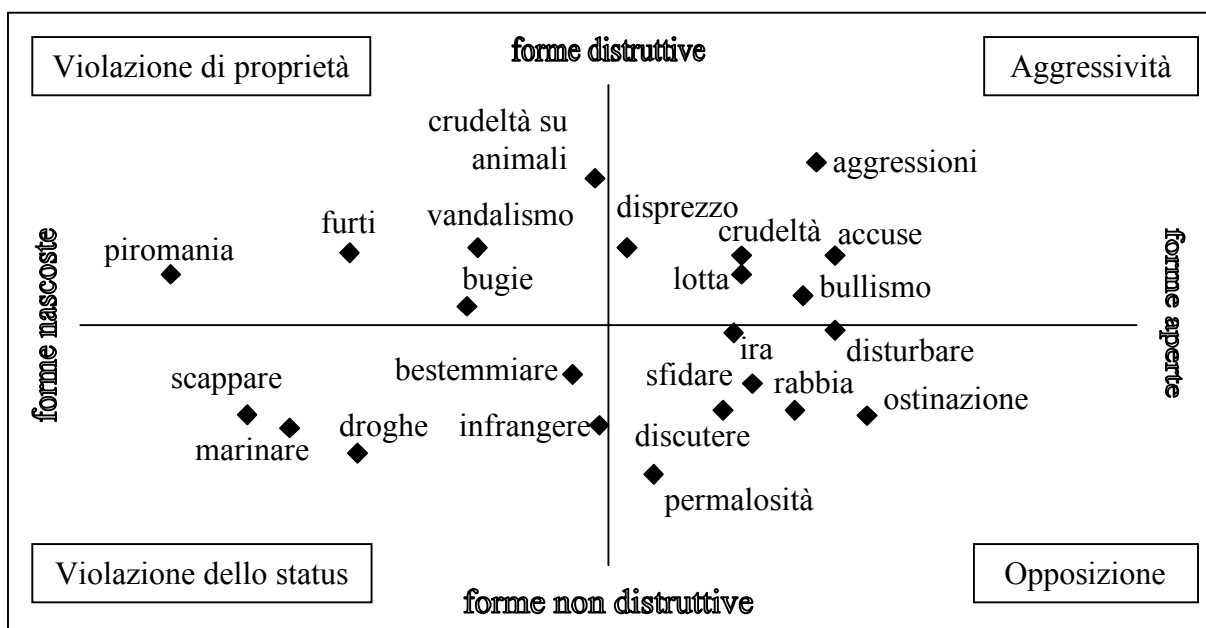 Violazione di proprietà
forme distruttive
Aggressività
crudeltà su
animali
aggressioni
furti
vandalismo
disprezzo
crudeltà
accuse
piromania
bugie
lotta
bullismo
forme nascoste
forme aperte
ira
disturbare
scappare
bestemmiare
sfidare
rabbia
ostinazione
marinare
droghe
infrangere
discutere
permalosità
Violazione dello status
forme non distruttive
Opposizione